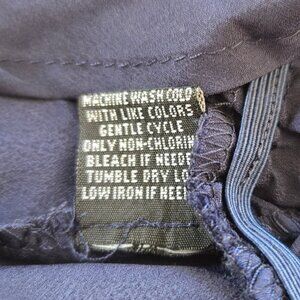 MACHINE WASH COLD
WITH LIKE COLORS
GENTLE CYCLE
ONLY NON-CHLORIN
BLEACH IF NEEDE
TUMBLE DRY LO
LOW IRON IF NEE